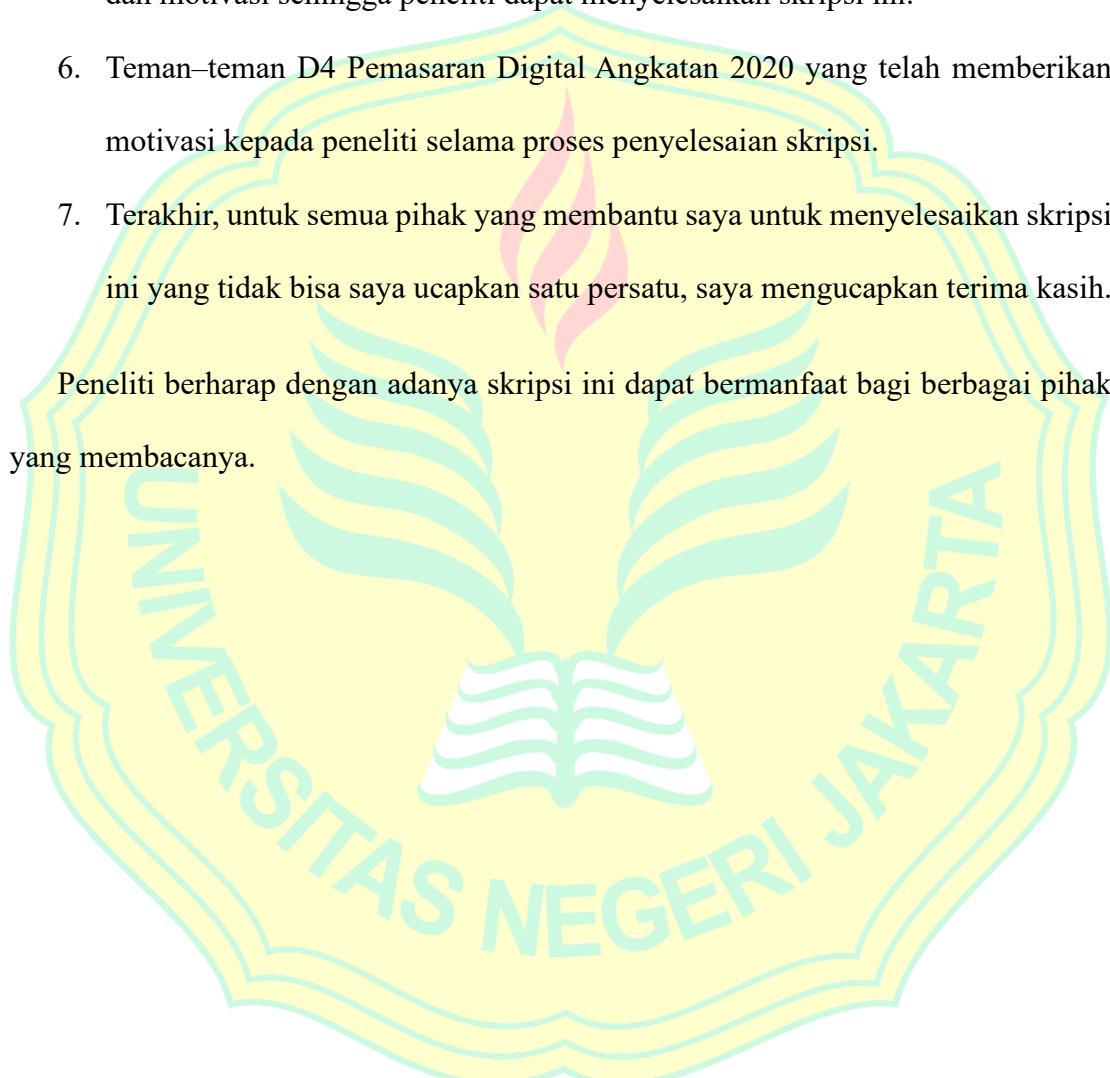 dan motivasi sehingga peneliti dapat menyelesaikan skripsi ini.
6. Teman–teman D4 Pemasaran Digital Angkatan 2020 yang telah memberikan
motivasi kepada peneliti selama proses penyelesaian skripsi.
7. Terakhir, untuk semua pihak yang membantu saya untuk menyelesaikan skripsi
ini yang tidak bisa saya ucapkan satu persatu, saya mengucapkan terima kasih.
Peneliti berharap dengan adanya skripsi ini dapat bermanfaat bagi berbagai pihak
yang membacanya.
UNIVERSITAS NEGERI JAKARTA